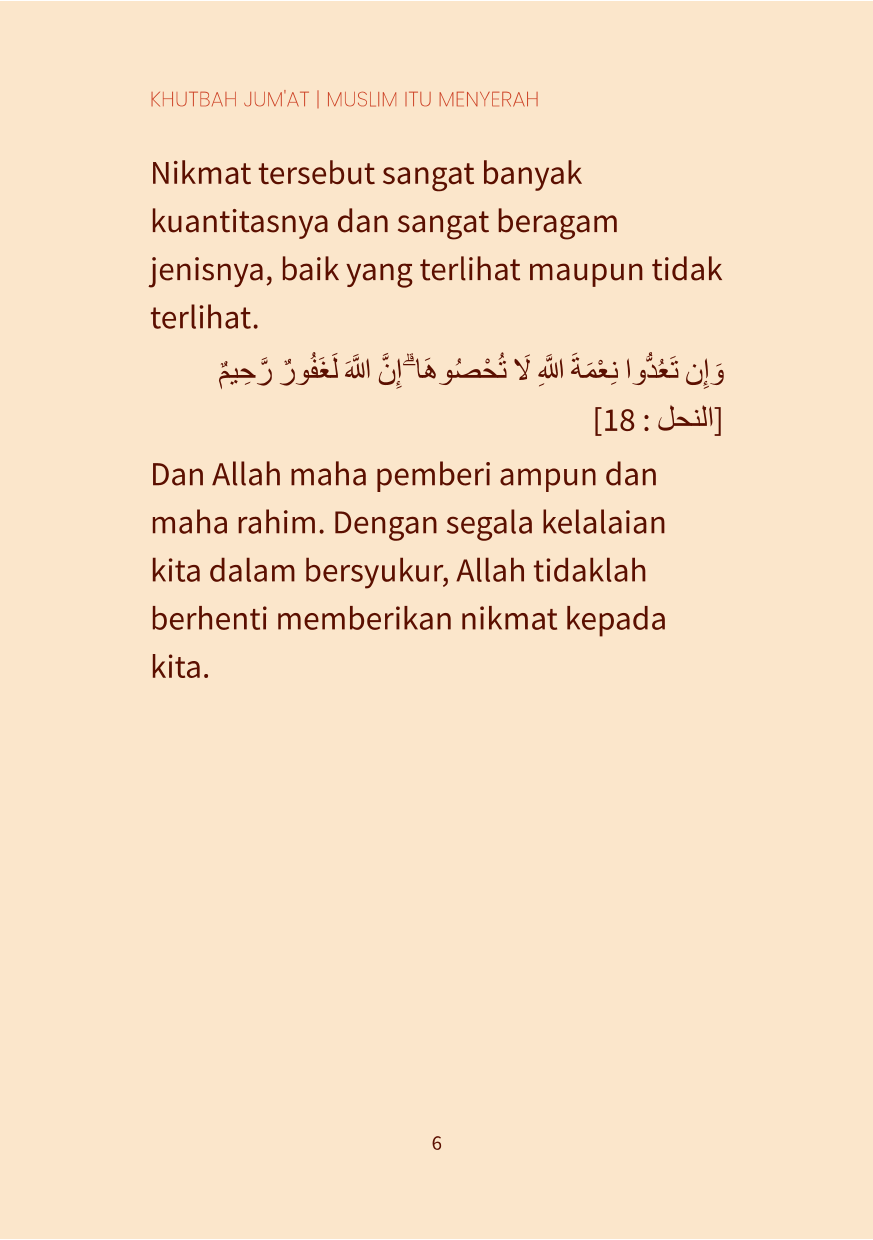 KHUTBAH JUM'AT | MUSLIM ITU MENYERAH
Nikmat tersebut sangat banyak
kuantitasnya dan sangat beragam
jenisnya, baik yang terlihat maupun tidak
terlihat.
وَإِن تَعُدُّوا نِعْمَةَ اللَّهِ لَا تُحْصُوهَا ۗ إِنَّ اللَّهَ لَغَفُورٌ رَّحِيمٌ
[النحل : 18]
Dan Allah maha pemberi ampun dan
maha rahim. Dengan segala kelalaian
kita dalam bersyukur, Allah tidaklah
berhenti memberikan nikmat kepada
kita.
6